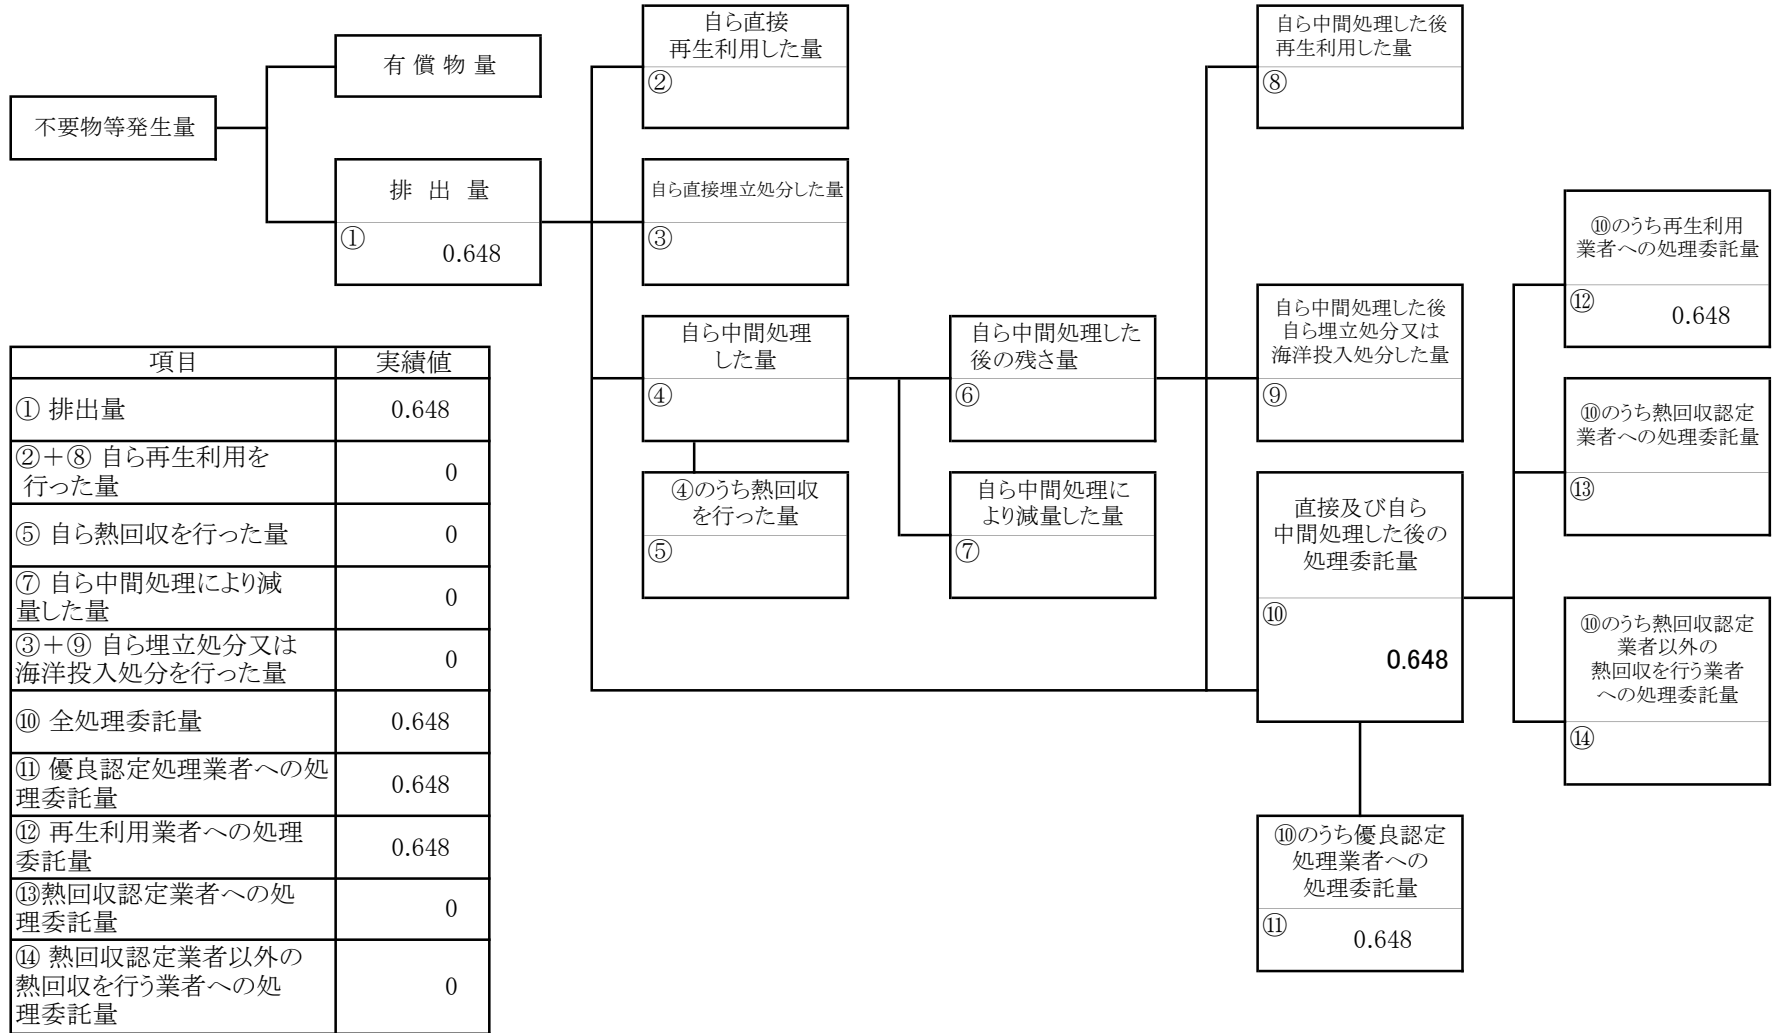 不要物等発生量
有 償 物 量
排 出 量
①
0.648
自ら直接
再生利用した量
②
自ら直接埋立処分した量
③
自ら中間処理
した量
④
④のうち熱回収
を行った量
⑤
自ら中間処理した
後の残さ量
⑥
自ら中間処理に
より減量した量
⑦
自ら中間処理した後
再生利用した量
⑧
自ら中間処理した後
自ら埋立処分又は
海洋投入処分した量
⑨
直接及び自ら
中間処理した後の
処理委託量
⑩
0.648
⑩のうち優良認定
処理業者への
処理委託量
⑪
0.648
⑩のうち再生利用
業者への処理委託量
⑫
0.648
⑩のうち熱回収認定
業者への処理委託量
⑬
⑩のうち熱回収認定
業者以外の
熱回収を行う業者
への処理委託量
⑭
項目 実績値
① 排出量 0.648
②＋⑧ 自ら再生利用を
行った量 0
⑤ 自ら熱回収を行った量 0
⑦ 自ら中間処理により減
量した量 0
③＋⑨ 自ら埋立処分又は
海洋投入処分を行った量 0
⑩ 全処理委託量 0.648
⑪ 優良認定処理業者への処
理委託量 0.648
⑫ 再生利用業者への処理
委託量 0.648
⑬熱回収認定業者への処
理委託量 0
⑭ 熱回収認定業者以外の
熱回収を行う業者への処
理委託量 0